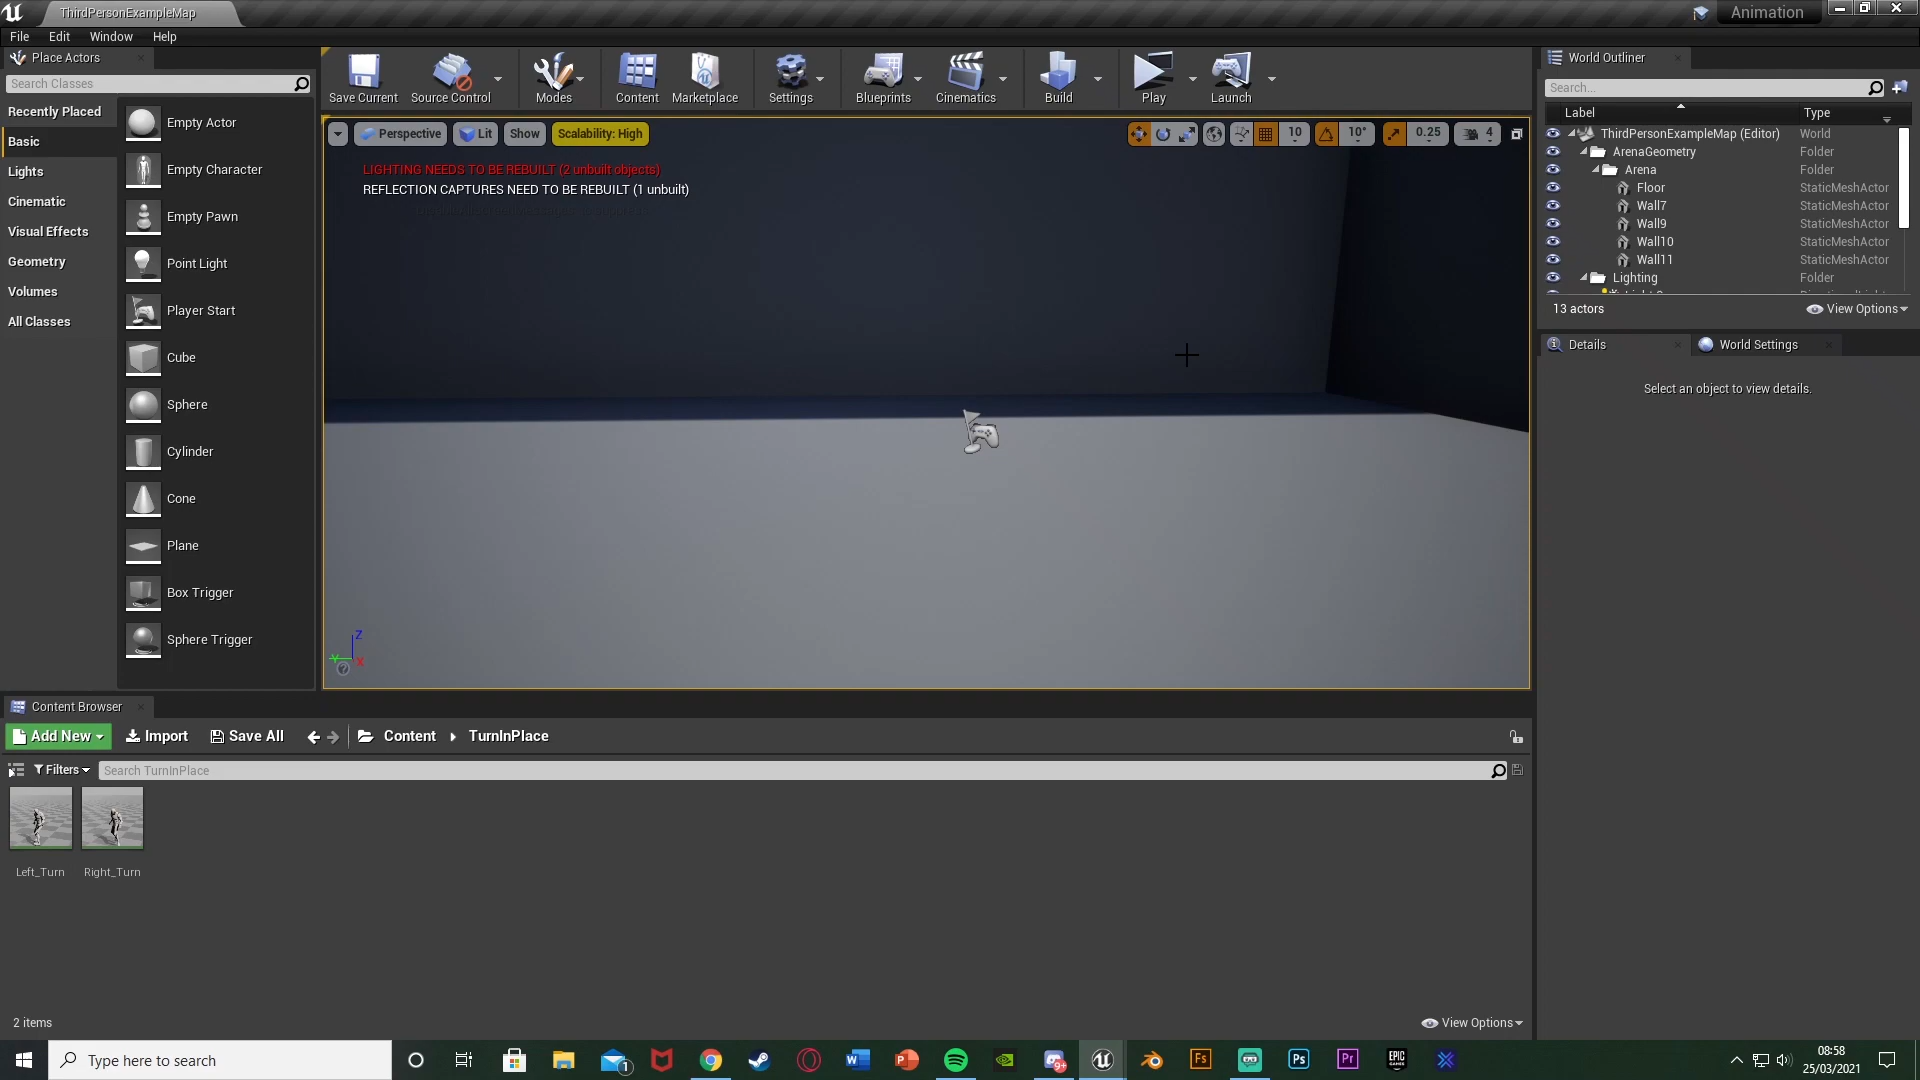 ThirdPersonExampleMap
Animation
File Edit Window Help
Place Actors
Search Classes
Recently Placed
Basic
Lights
Cinematic
Visual Effects
Geometry
Volumes
All Classes
Empty Actor
Empty Character
Empty Pawn
Point Light
Player Start
Cube
Sphere
Cylinder
Cone
Plane
Box Trigger
Sphere Trigger
Save Current Source Control Modes Content Marketplace Settings Blueprints Cinematics Build Play Launch
Perspective Lit Show Scalability: High 10 10° 0.25 4
LIGHTING NEEDS TO BE REBUILT (2 unbuilt objects)
REFLECTION CAPTURES NEED TO BE REBUILT (1 unbuilt)
Z
Y X
World Outliner
Search...
Label Type
ThirdPersonExampleMap (Editor) World
ArenaGeometry Folder
Arena Folder
Floor StaticMeshActor
Wall7 StaticMeshActor
Wall9 StaticMeshActor
Wall10 StaticMeshActor
Wall11 StaticMeshActor
Lighting Folder
13 actors View Options
Details World Settings
Select an object to view details.
Content Browser
Add New Import Save All Content TurnInPlace
Filters Search TurnInPlace
Left_Turn Right_Turn
2 items View Options
Type here to search
1
W
P
9+
Fs
Ps
Pr
EPIC GAMES
08:58
25/03/2021